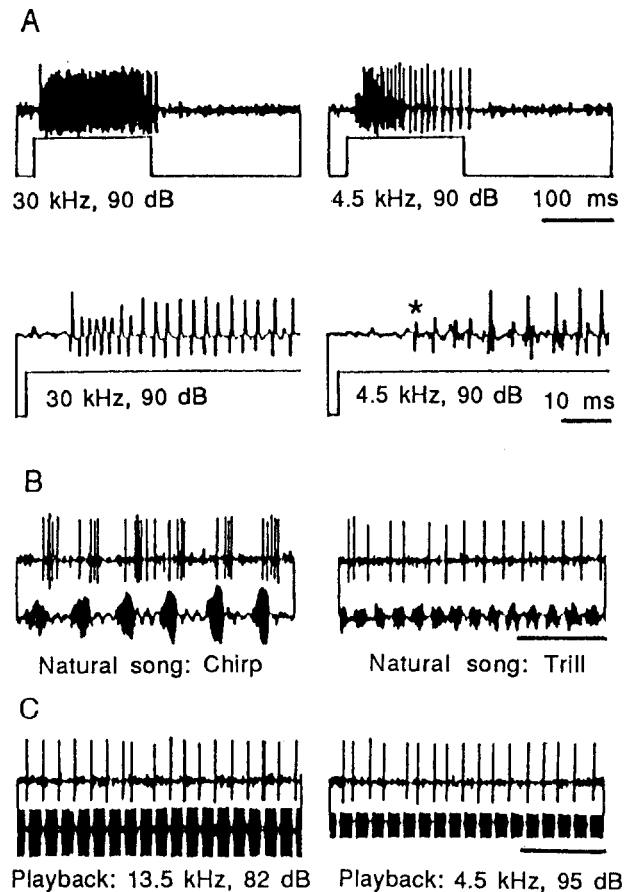 A
30 kHz, 90 dB
4.5 kHz, 90 dB
100 ms
*
30 kHz, 90 dB
4.5 kHz, 90 dB
10 ms
B
Natural song: Chirp
Natural song: Trill
C
Playback: 13.5 kHz, 82 dB
Playback: 4.5 kHz, 95 dB